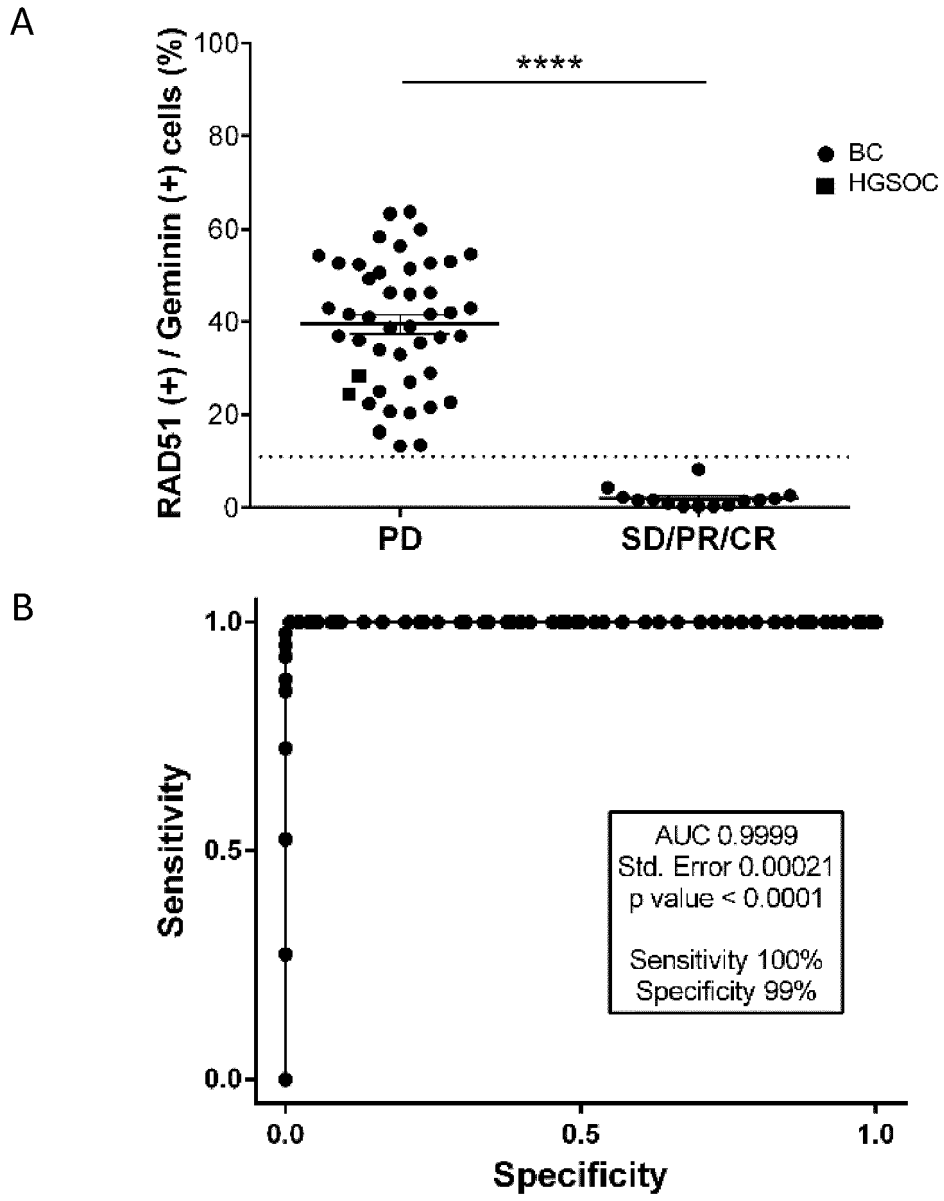 A
RAD51 (+) / Geminin (+) cells (%)
100
80
60
40
20
0
****
BC
HGSOC
PD
SD/PR/CR
B
Sensitivity
1.0
0.5
0.0
AUC 0.9999
Std. Error 0.00021
p value < 0.0001
Sensitivity 100%
Specificity 99%
0.0
0.5
1.0
Specificity